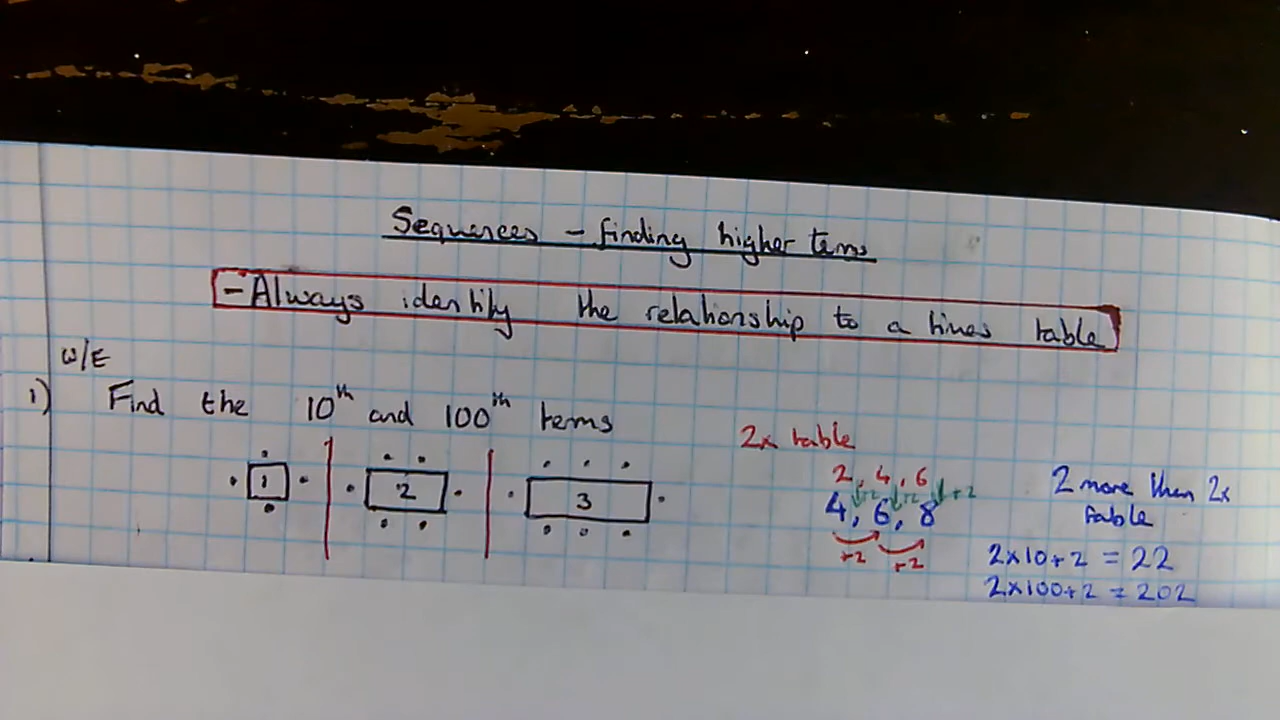 Sequences - finding higher terms
- Always identify the relationship to a times table
W/E
1) Find the 10th and 100th terms
1 2 3
2x table
2, 4, 6
+2 +2 +2
4, 6, 8
+2 +2
2 more than 2x
table
2x10+2 = 22
2x100+2 = 202